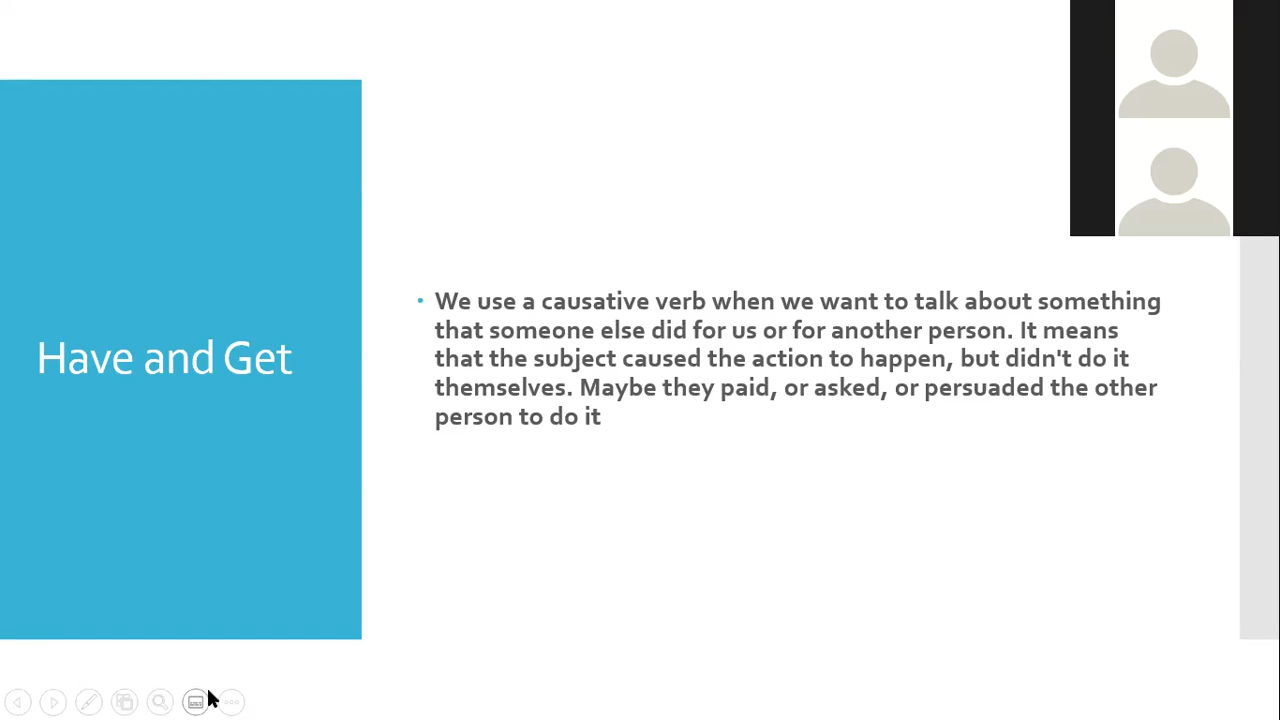 Have and Get
We use a causative verb when we want to talk about something
that someone else did for us or for another person. It means
that the subject caused the action to happen, but didn't do it
themselves. Maybe they paid, or asked, or persuaded the other
person to do it